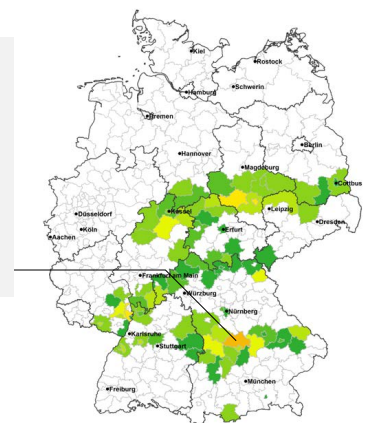 Kiel
Rostock
Hamburg
Schwerin
Bremen
Berlin
Hannover
Magdeburg
Cottbus
Düsseldorf
Kassel
Leipzig
Köln
Erfurt
Dresden
Aachen
Frankfurt am Main
Würzburg
Nürnberg
Karlsruhe
Stuttgart
München
Freiburg